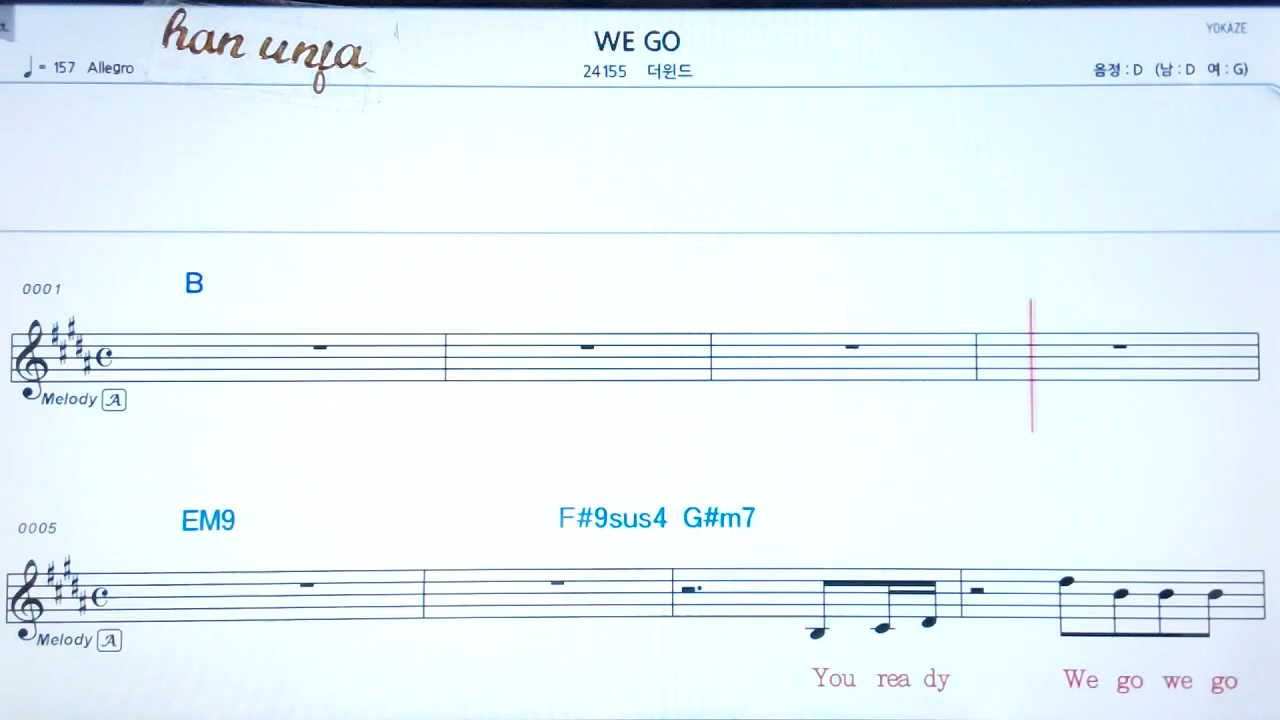 han unfa
WE GO
YOKAZE
♩ = 157 Allegro
24155 더윈드
음정 : D (남 : D 여 : G)
0001
B
Melody A
0005
EM9 F#9sus4 G#m7
Melody A
You rea dy We go we go